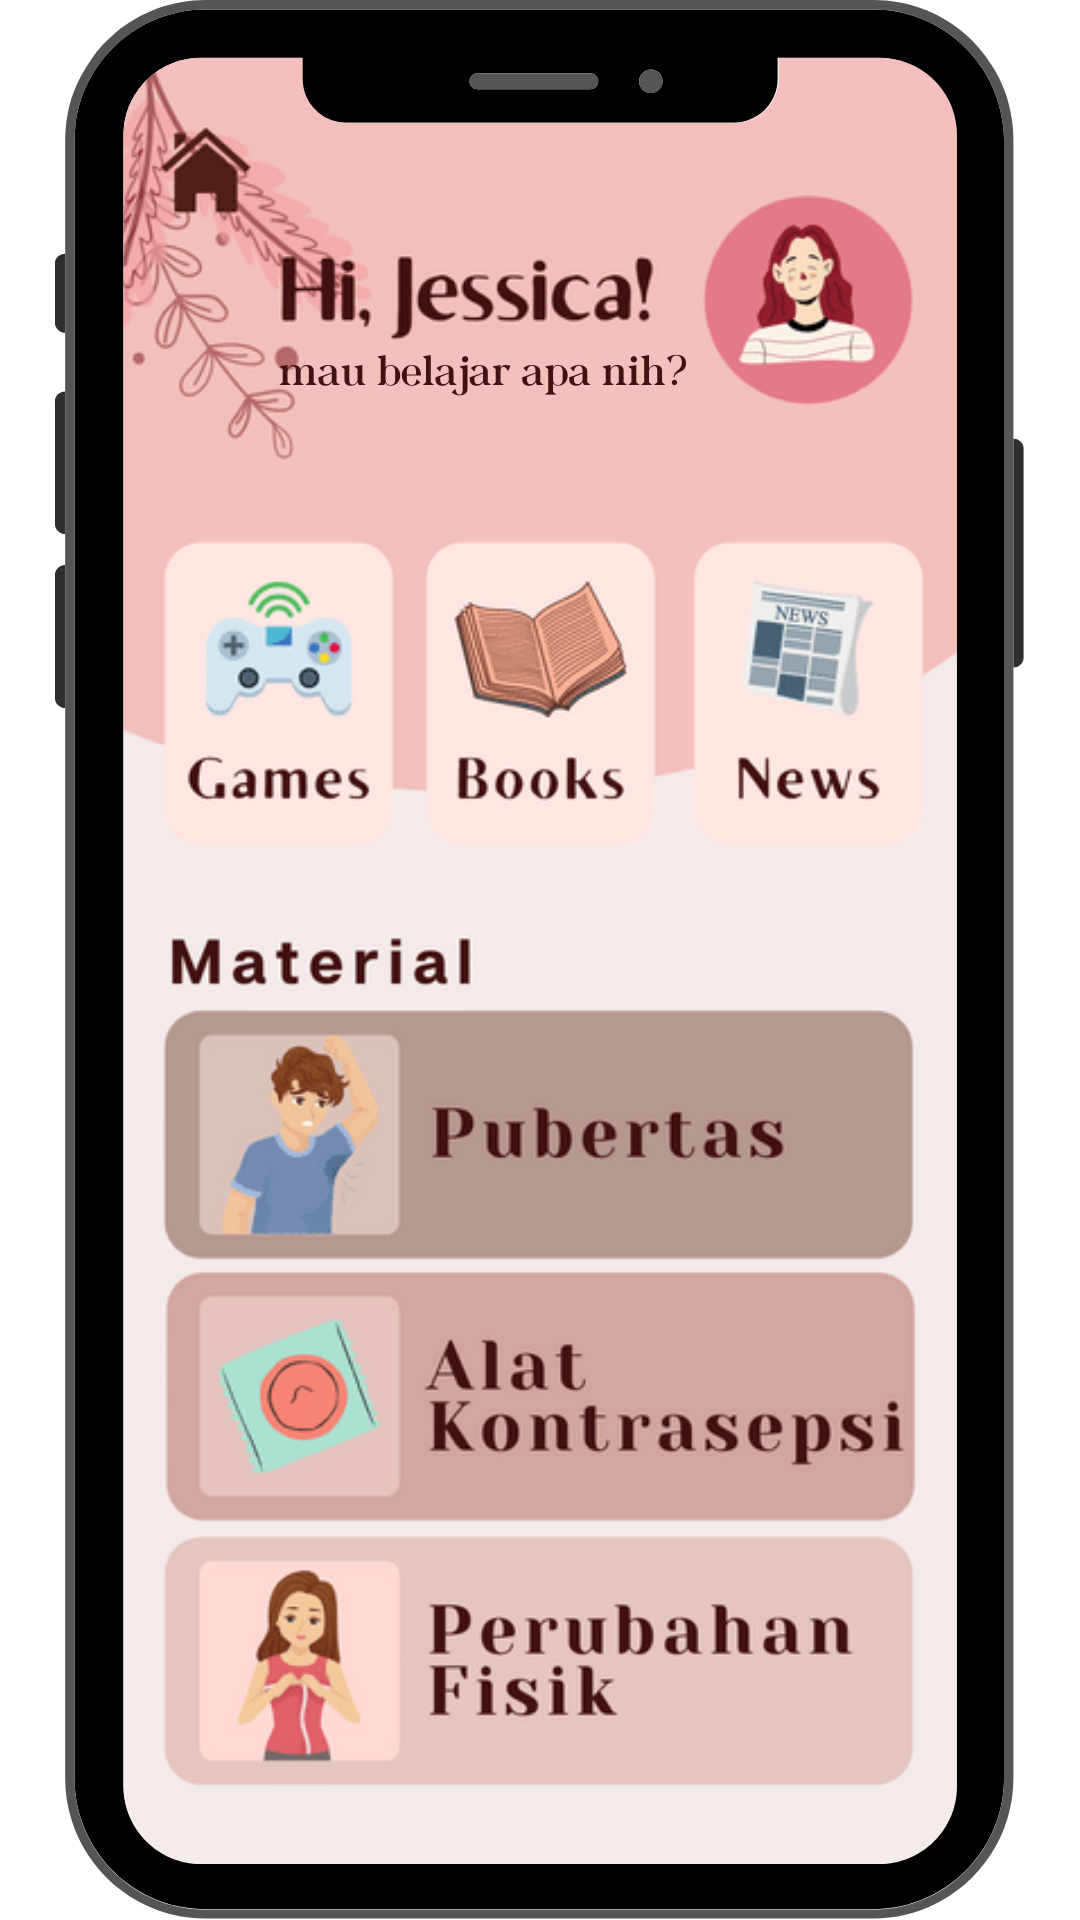 Hi, Jessica!
mau belajar apa nih?
NEWS
Games
Books
News
Material
Pubertas
Alat
Kontrasepsi
Perubahan
Fisik